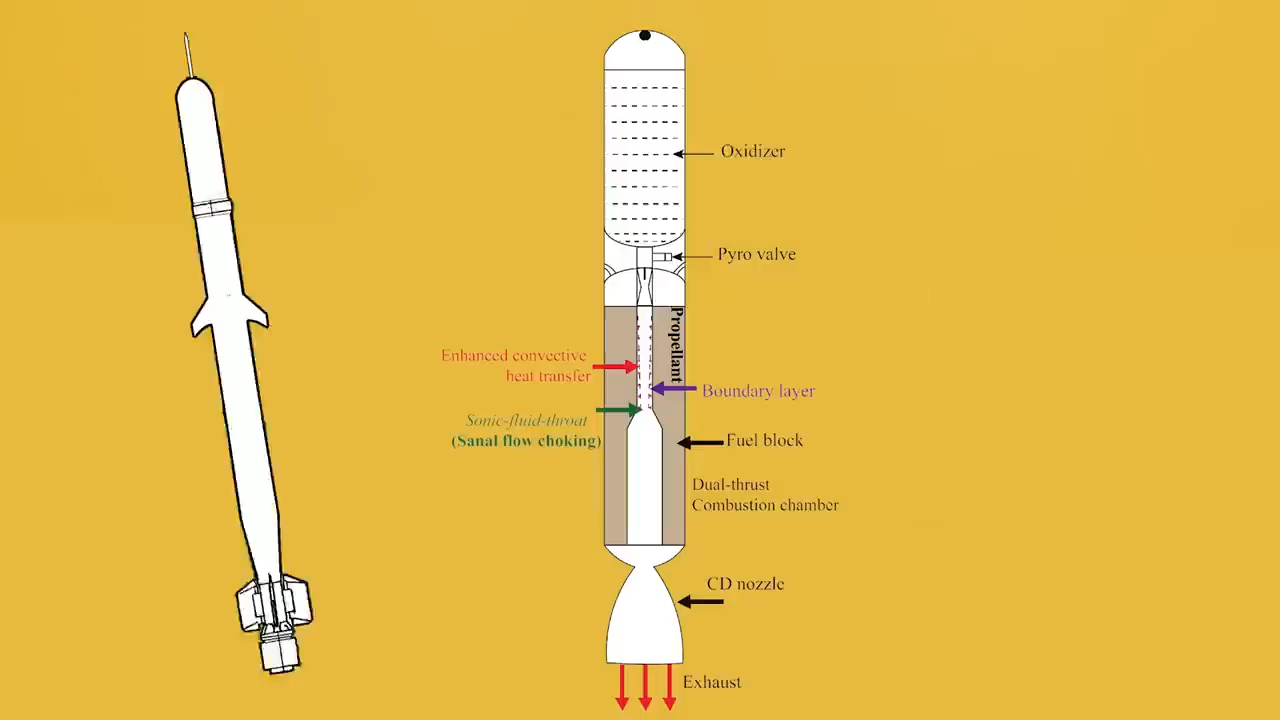 Oxidizer
Pyro valve
Propellant
Enhanced convective
heat transfer
Boundary layer
Sonic-fluid-throat
(Sanal flow choking)
Fuel block
Dual-thrust
Combustion chamber
CD nozzle
Exhaust